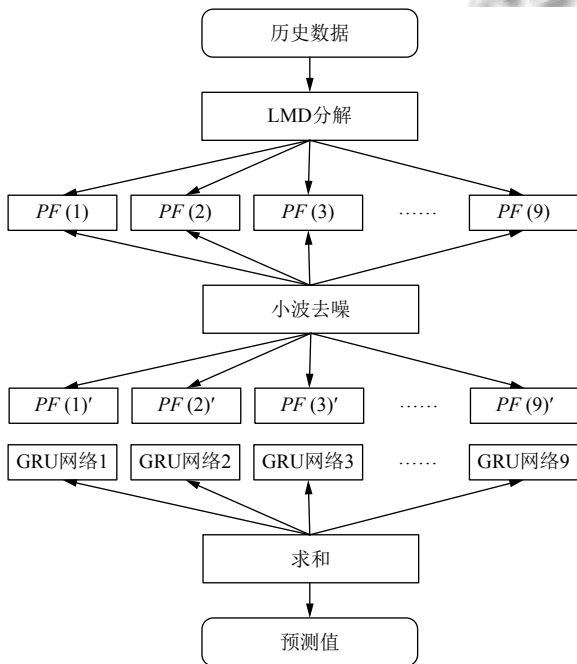 历史数据
LMD分解
PF (1) PF (2) PF (3) …… PF (9)
小波去噪
PF (1)′ PF (2)′ PF (3)′ …… PF (9)′
GRU网络1 GRU网络2 GRU网络3 …… GRU网络9
求和
预测值